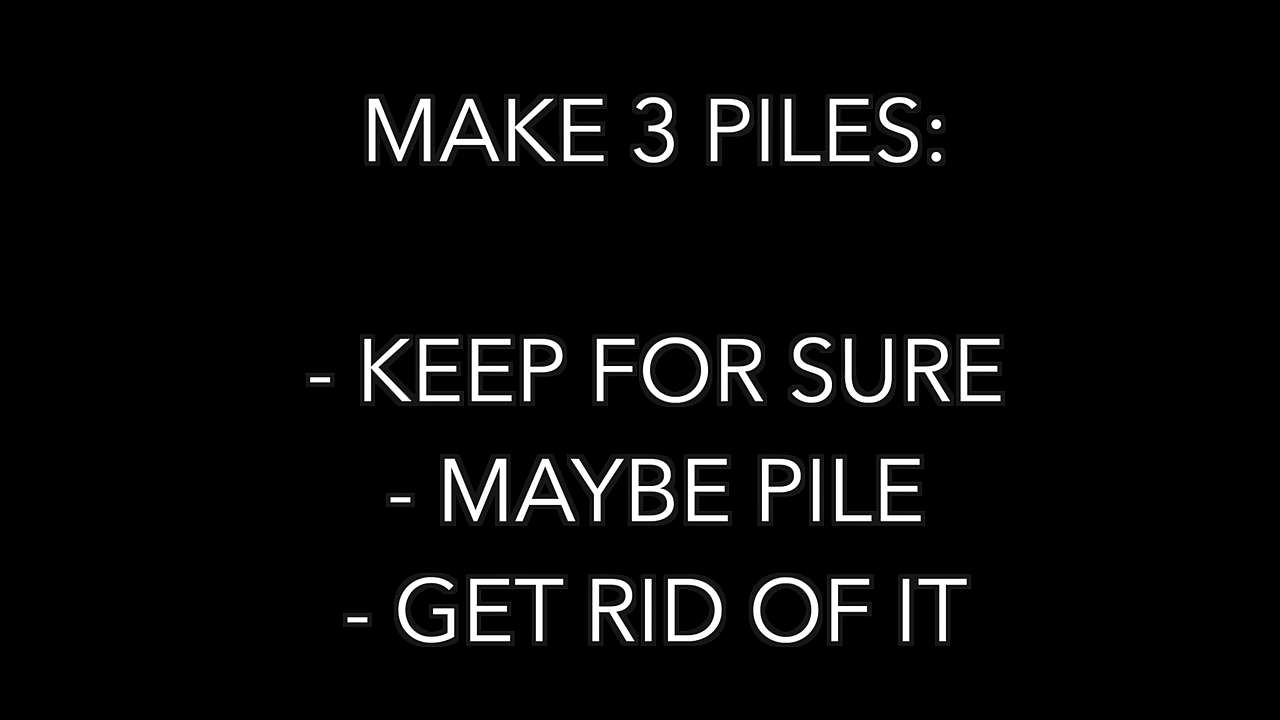 MAKE 3 PILES:
- KEEP FOR SURE
- MAYBE PILE
- GET RID OF IT